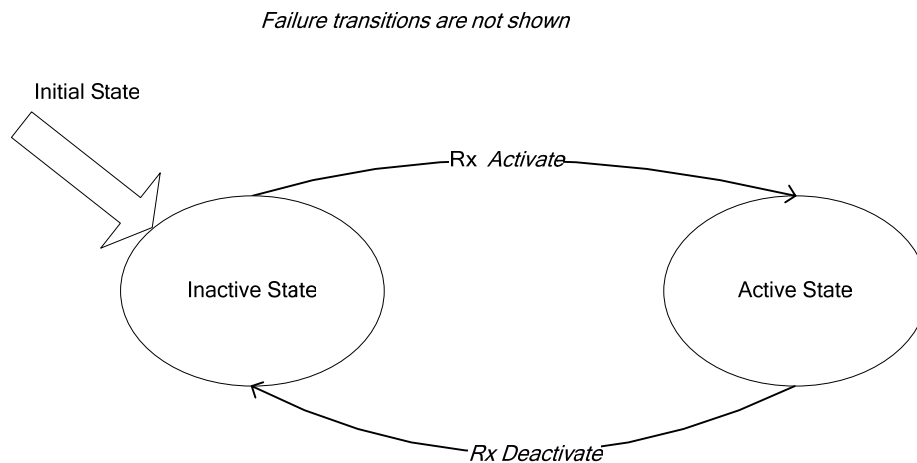 Failure transitions are not shown
Initial State
Rx Activate
Inactive State
Active State
Rx Deactivate